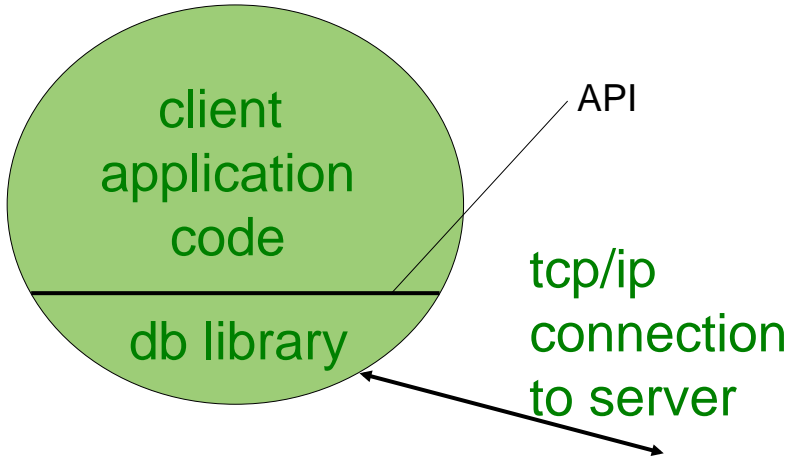 client
application
code
API
db library
tcp/ip
connection
to server